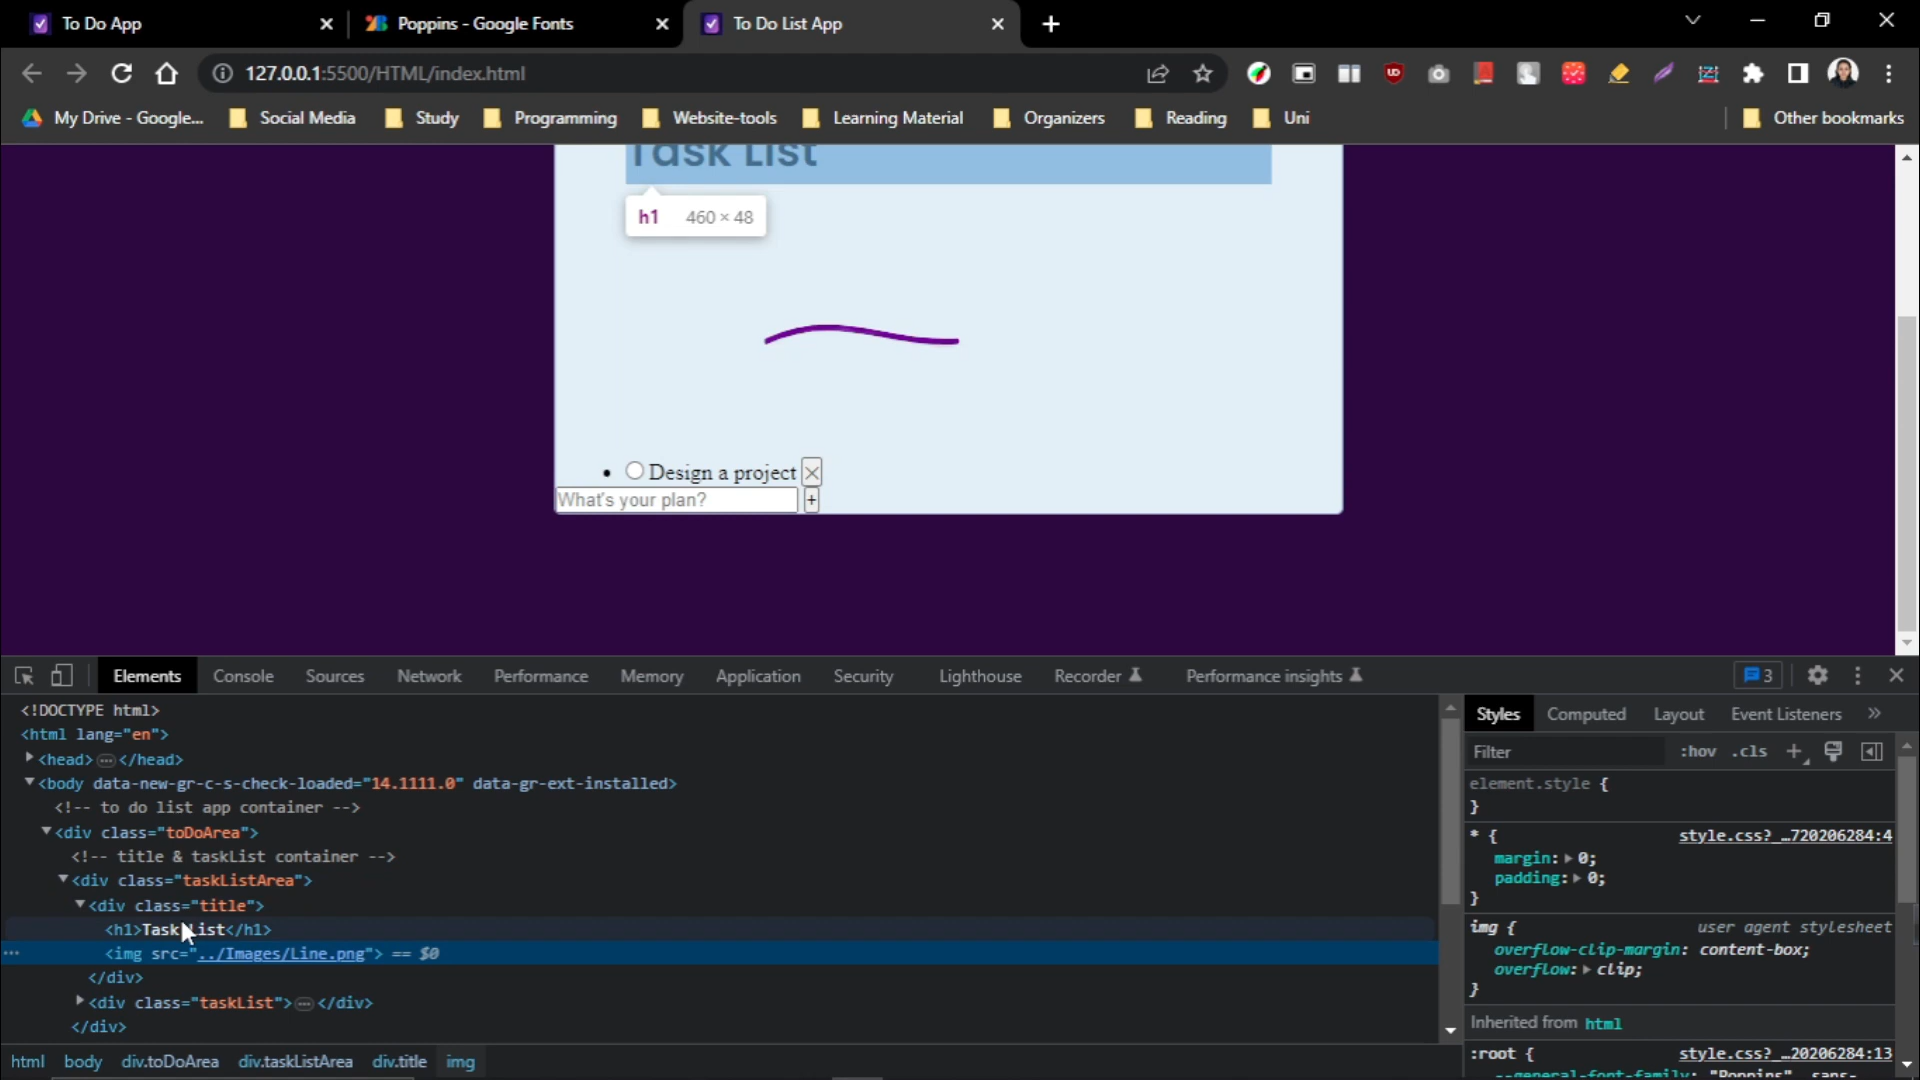 To Do App
Poppins - Google Fonts
To Do List App
127.0.0.1:5500/HTML/index.html
My Drive - Google...
Social Media
Study
Programming
Website-tools
Learning Material
Organizers
Reading
Uni
Other bookmarks
Task List
h1 460 × 48
Design a project
What's your plan? +
Elements
Console
Sources
Network
Performance
Memory
Application
Security
Lighthouse
Recorder
Performance insights
3
<!DOCTYPE html>
<html lang="en">
<head>…</head>
<body data-new-gr-c-s-check-loaded="14.1111.0" data-gr-ext-installed>
<!-- to do list app container -->
<div class="toDoArea">
<!-- title & taskList container -->
<div class="taskListArea">
<div class="title">
<h1>Task List</h1>
<img src="../Images/Line.png"> == $0
</div>
<div class="taskList">…</div>
</div>
html body div.toDoArea div.taskListArea div.title img
Styles
Computed
Layout
Event Listeners
»
Filter
:hov .cls +
element.style {
}
* { style.css?_…720206284:4
margin: 0;
padding: 0;
}
img { user agent stylesheet
overflow-clip-margin: content-box;
overflow: clip;
}
Inherited from html
:root { style.css?_…20206284:13
--general-font-family: "Poppins", sans-